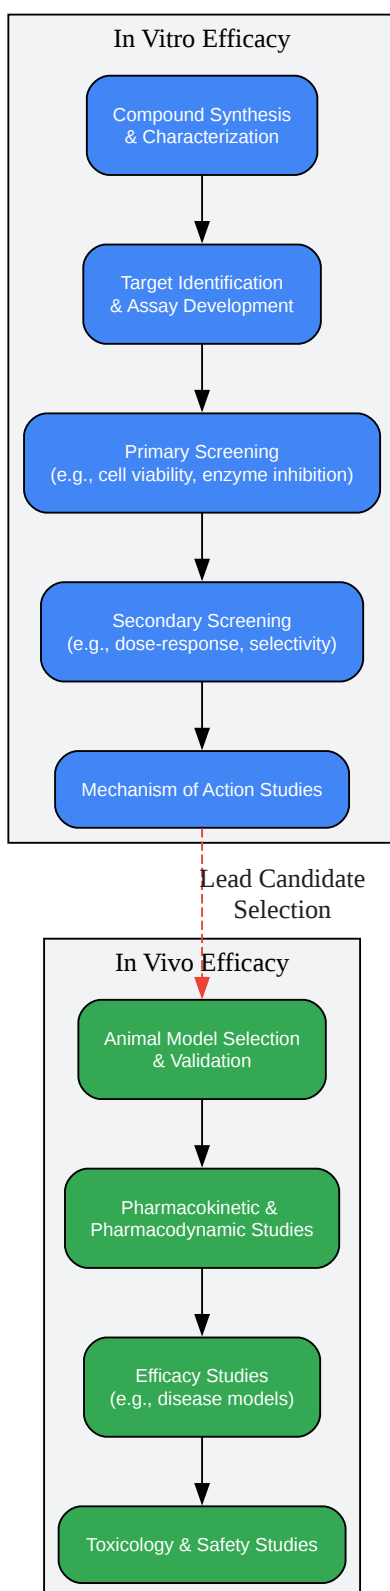 In Vitro Efficacy
Compound Synthesis
& Characterization
Target Identification
& Assay Development
Primary Screening
(e.g., cell viability, enzyme inhibition)
Secondary Screening
(e.g., dose-response, selectivity)
Mechanism of Action Studies
Lead Candidate
Selection
In Vivo Efficacy
Animal Model Selection
& Validation
Pharmacokinetic &
Pharmacodynamic Studies
Efficacy Studies
(e.g., disease models)
Toxicology & Safety Studies